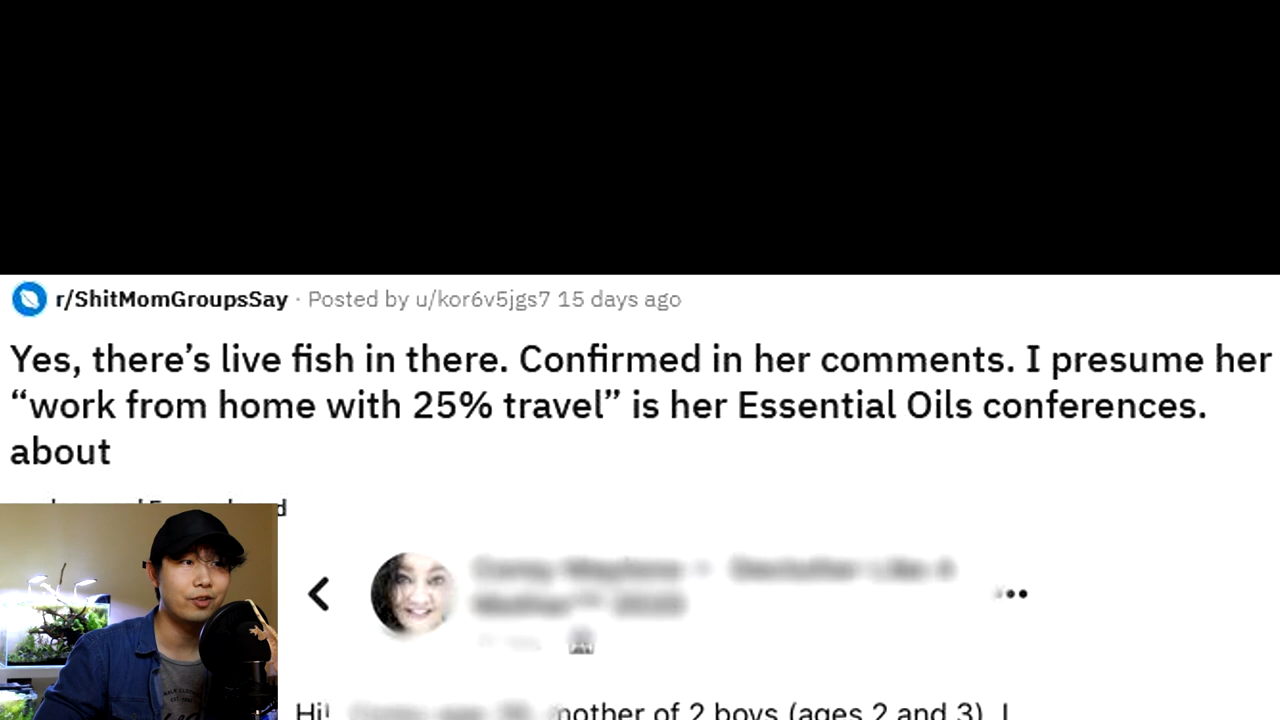 r/ShitMomGroupsSay · Posted by u/kor6v5jgs7 15 days ago
Yes, there’s live fish in there. Confirmed in her comments. I presume her
“work from home with 25% travel” is her Essential Oils conferences.
about
Hi! mother of 2 boys (ages 2 and 3). I